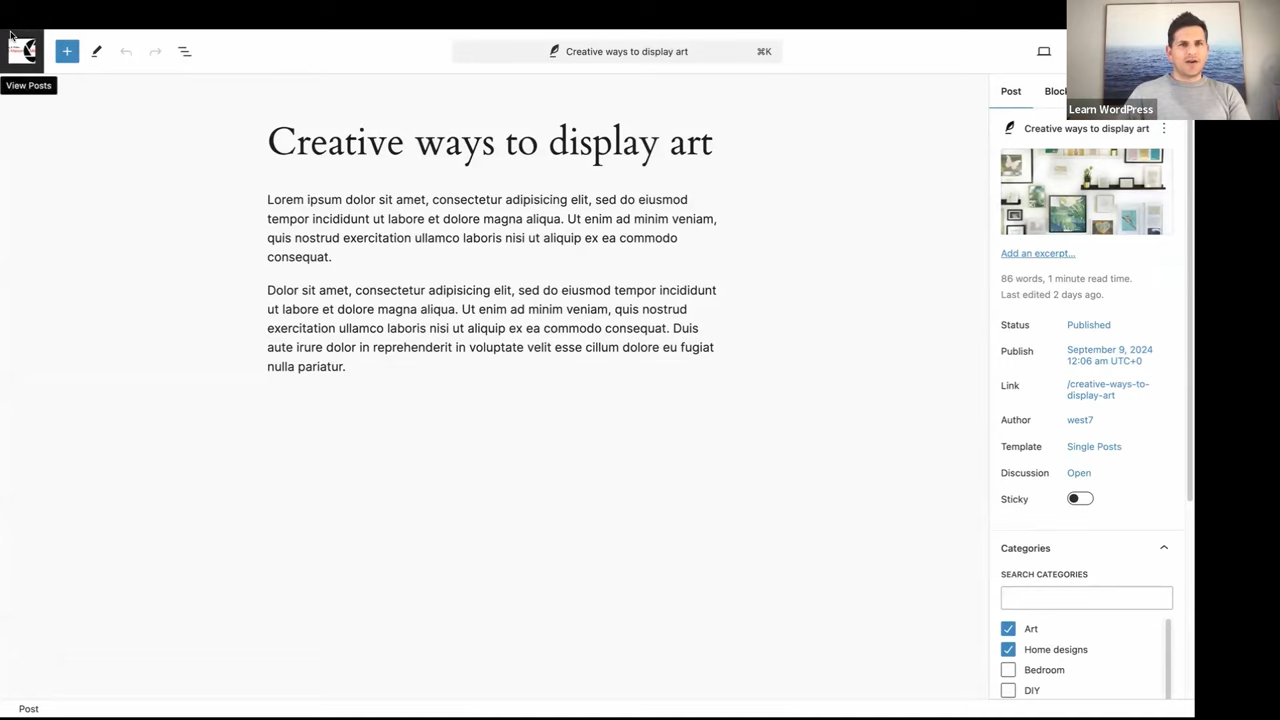 Creative ways to display art
⌘K
View Posts
Post
Learn WordPress
Creative ways to display art
Creative ways to display art
Lorem ipsum dolor sit amet, consectetur adipisicing elit, sed do eiusmod
tempor incididunt ut labore et dolore magna aliqua. Ut enim ad minim veniam,
quis nostrud exercitation ullamco laboris nisi ut aliquip ex ea commodo
consequat.
Dolor sit amet, consectetur adipisicing elit, sed do eiusmod tempor incididunt
ut labore et dolore magna aliqua. Ut enim ad minim veniam, quis nostrud
exercitation ullamco laboris nisi ut aliquip ex ea commodo consequat. Duis
aute irure dolor in reprehenderit in voluptate velit esse cillum dolore eu fugiat
nulla pariatur.
Add an excerpt...
86 words, 1 minute read time.
Last edited 2 days ago.
Status Published
Publish September 9, 2024
12:06 am UTC+0
Link /creative-ways-to-
display-art
Author west7
Template Single Posts
Discussion Open
Sticky
Categories
SEARCH CATEGORIES
Art
Home designs
Bedroom
DIY
Post